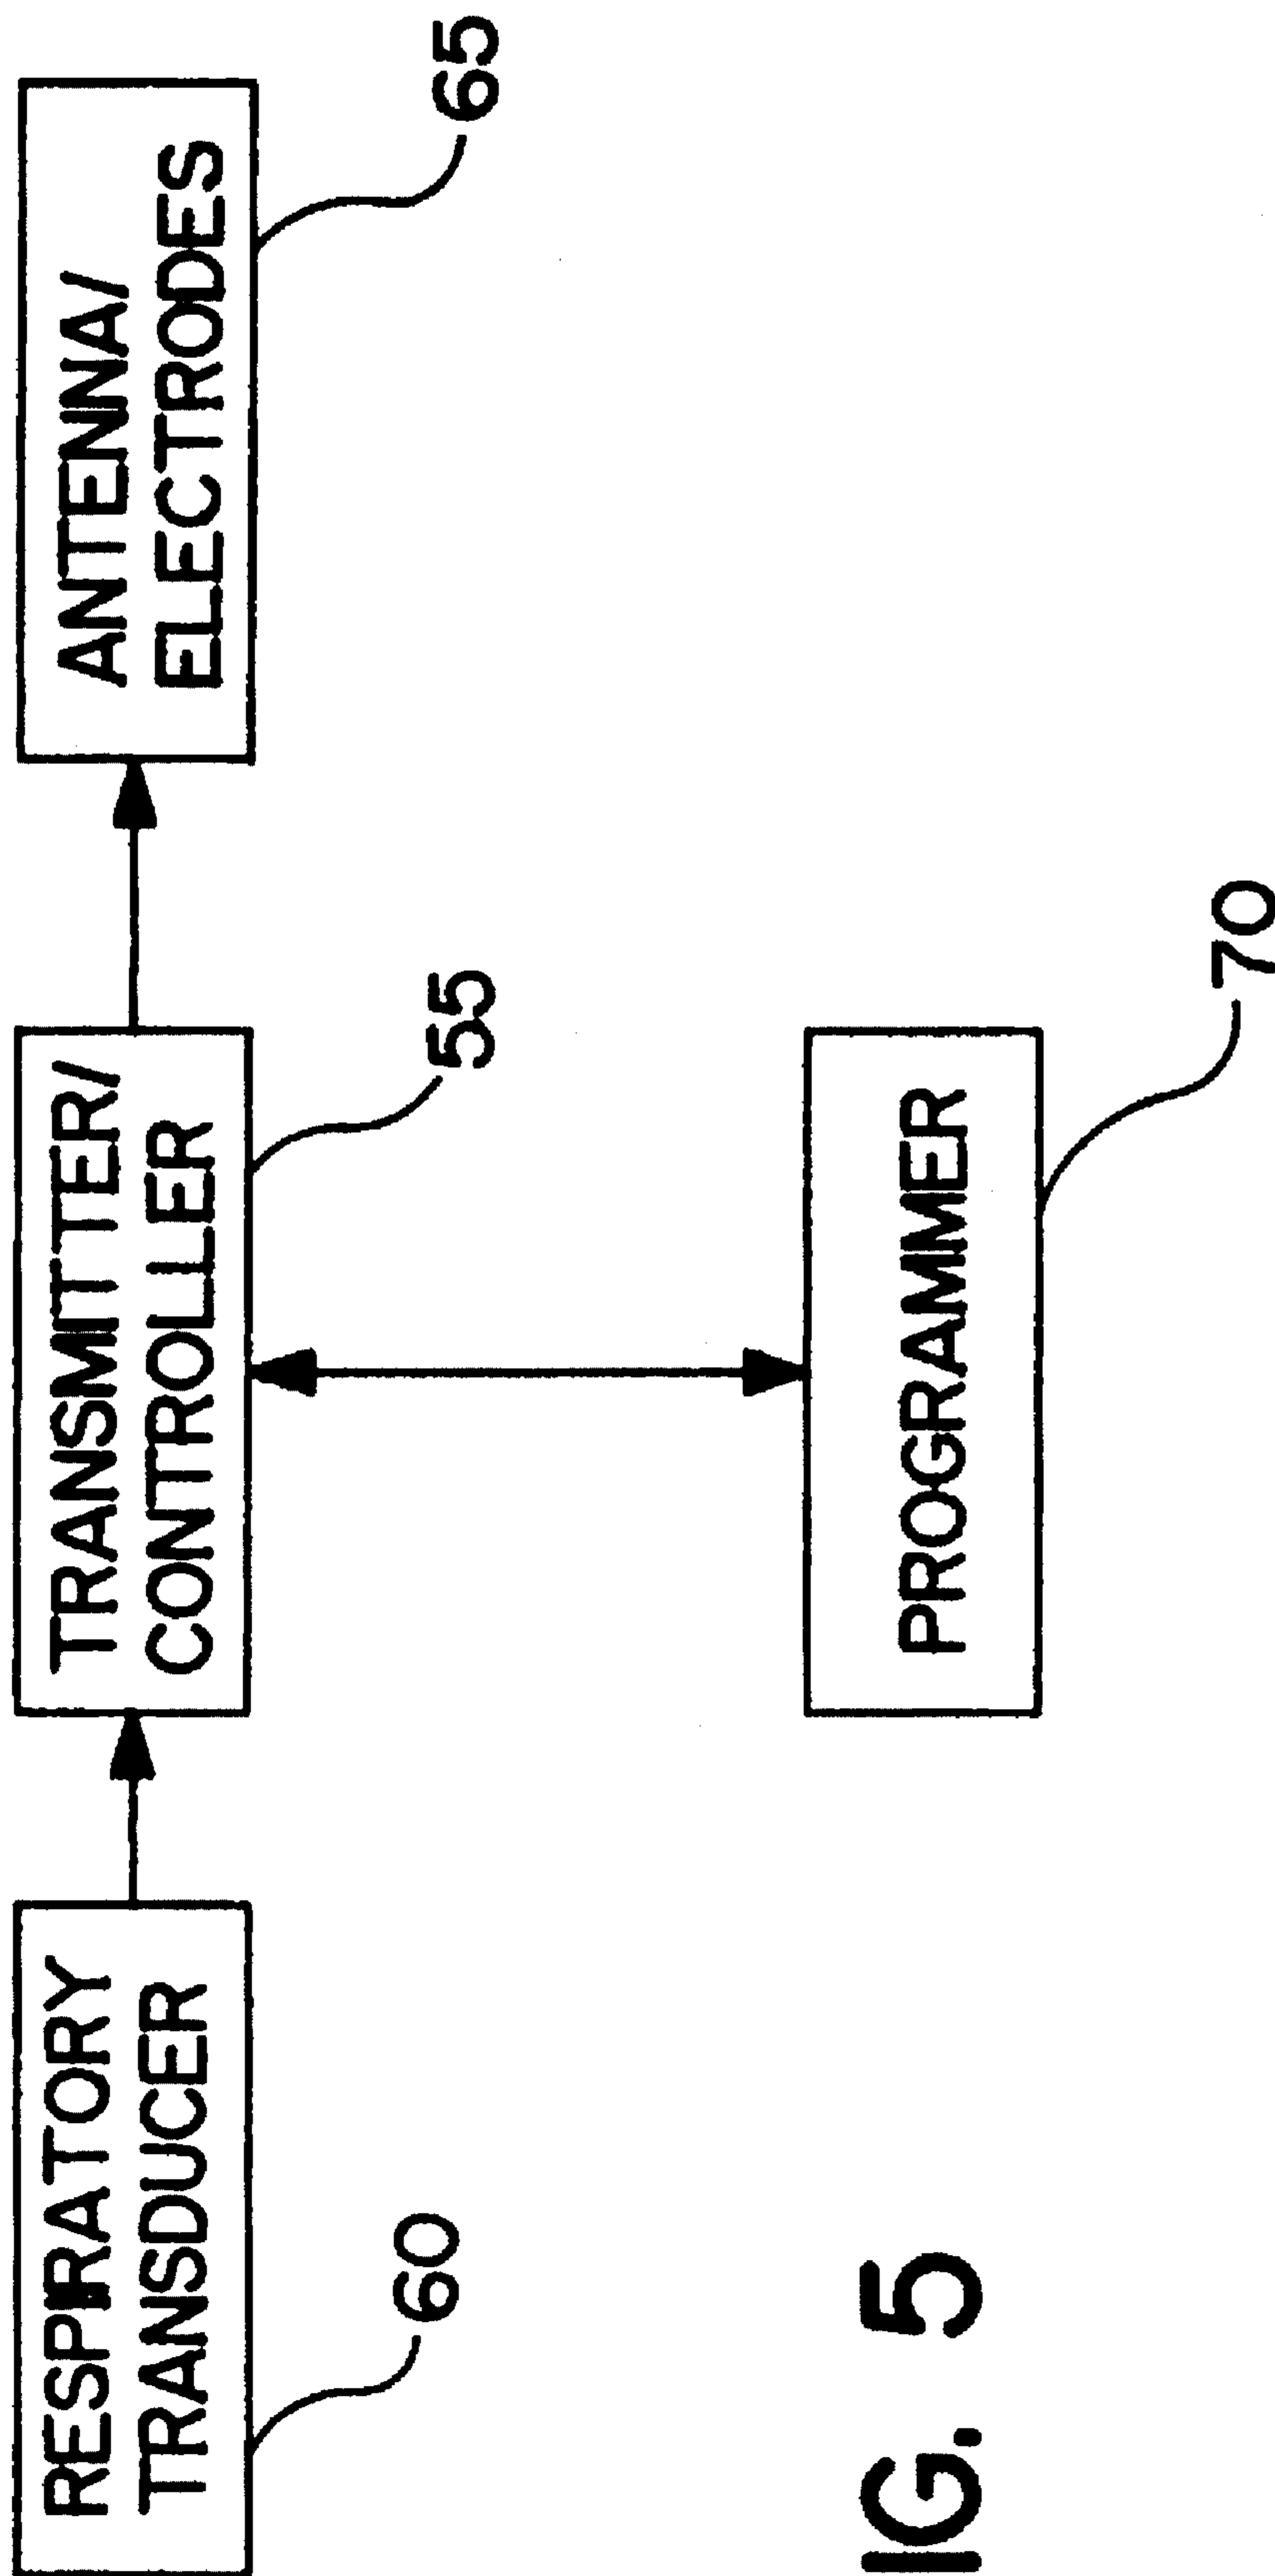 RESPIRATORY
TRANSDUCER
60
TRANSMITTER/
CONTROLLER
55
ANTENNA/
ELECTRODES
65
PROGRAMMER
70
IG. 5